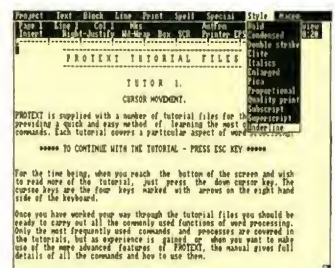 Project Text Block Line Print Spell Special Style Macro
Page 1 Line 1 Col 1 Mks
Insert Right-Justify Wd-Wrap Box SCR Printer EPS 0:20
Bold
Condensed
Double strike
Elite
Italics
Enlarged
Pica
Proportional
Quality print
Subscript
Superscript
Underline
PROTEXT TUTORIAL FILES
TUTOR 1.
CURSOR MOVEMENT.
PROTEXT is supplied with a number of tutorial files for th
providing a quick and easy method of learning the most
commands. Each tutorial covers a particular aspect of word processing.
***** TO CONTINUE WITH THE TUTORIAL - PRESS ESC KEY *****
For the time being, when you reach the bottom of the screen and wish
to read more of the tutorial, just press the down cursor key. The
cursor keys are the four keys marked with arrows on the right hand
side of the keyboard.
Once you have worked your way through the tutorial files you should be
ready to carry out all the commonly used functions of word processing.
Only the most frequently used commands and processes are covered in
the tutorials, but as experience is gained or when you want to make
use of the more advanced features of PROTEXT, the manual gives full
details of all the commands and how to use them.